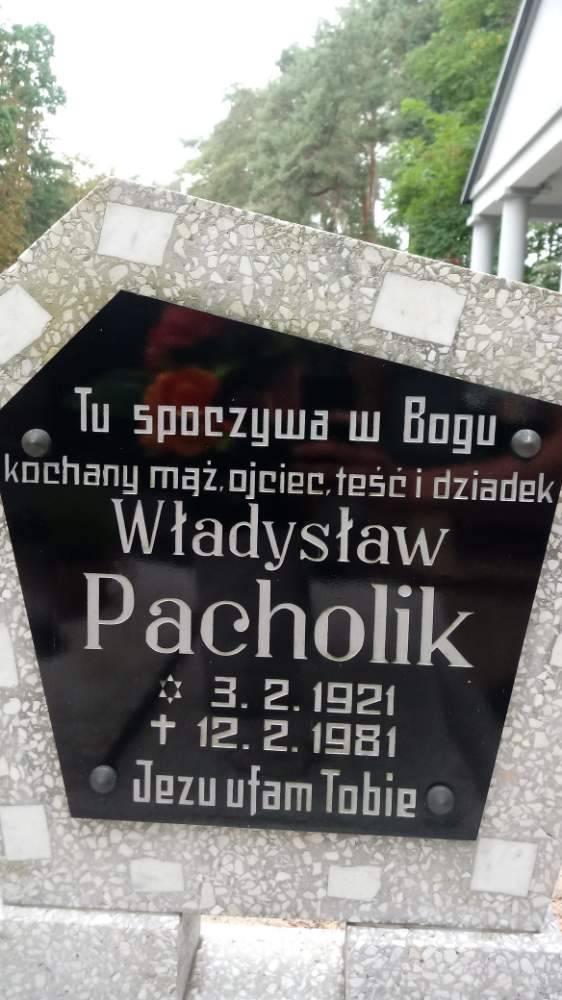 Tu spoczywa w Bogu
kochany mąż, ojciec, teść i dziadek
Władysław
Pacholik
✡ 3. 2. 1921
✝ 12. 2. 1981
Jezu ufam Tobie